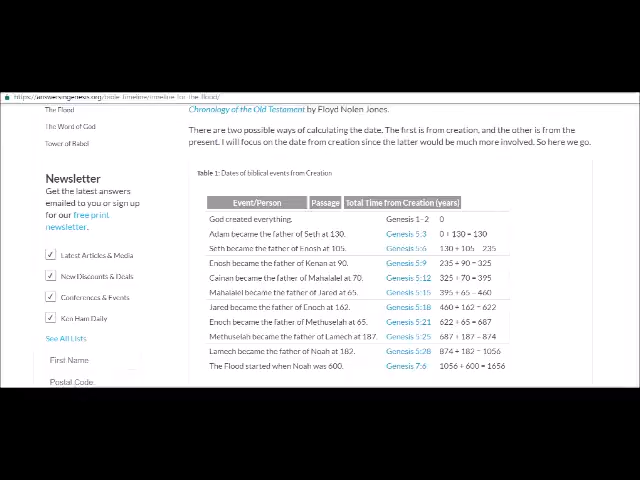 https://answersingenesis.org/bible-timeline/timeline-for-the-flood/
The Flood
The Word of God
Tower of Babel
Newsletter
Get the latest answers
emailed to you or sign up
for our free print
newsletter.
Latest Articles & Media
New Discounts & Deals
Conferences & Events
Ken Ham Daily
See All Lists
First Name
Postal Code
Chronology of the Old Testament by Floyd Nolen Jones.
There are two possible ways of calculating the date. The first is from creation, and the other is from the
present. I will focus on the date from creation since the latter would be much more involved. So here we go.
Table 1: Dates of biblical events from Creation
Event/Person Passage Total Time from Creation (years)
God created everything. Genesis 1–2 0
Adam became the father of Seth at 130. Genesis 5:3 0 + 130 = 130
Seth became the father of Enosh at 105. Genesis 5:6 130 + 105 = 235
Enosh became the father of Kenan at 90. Genesis 5:9 235 + 90 = 325
Cainan became the father of Mahalalel at 70. Genesis 5:12 325 + 70 = 395
Mahalalel became the father of Jared at 65. Genesis 5:15 395 + 65 = 460
Jared became the father of Enoch at 162. Genesis 5:18 460 + 162 = 622
Enoch became the father of Methuselah at 65. Genesis 5:21 622 + 65 = 687
Methuselah became the father of Lamech at 187. Genesis 5:25 687 + 187 = 874
Lamech became the father of Noah at 182. Genesis 5:28 874 + 182 = 1056
The Flood started when Noah was 600. Genesis 7:6 1056 + 600 = 1656